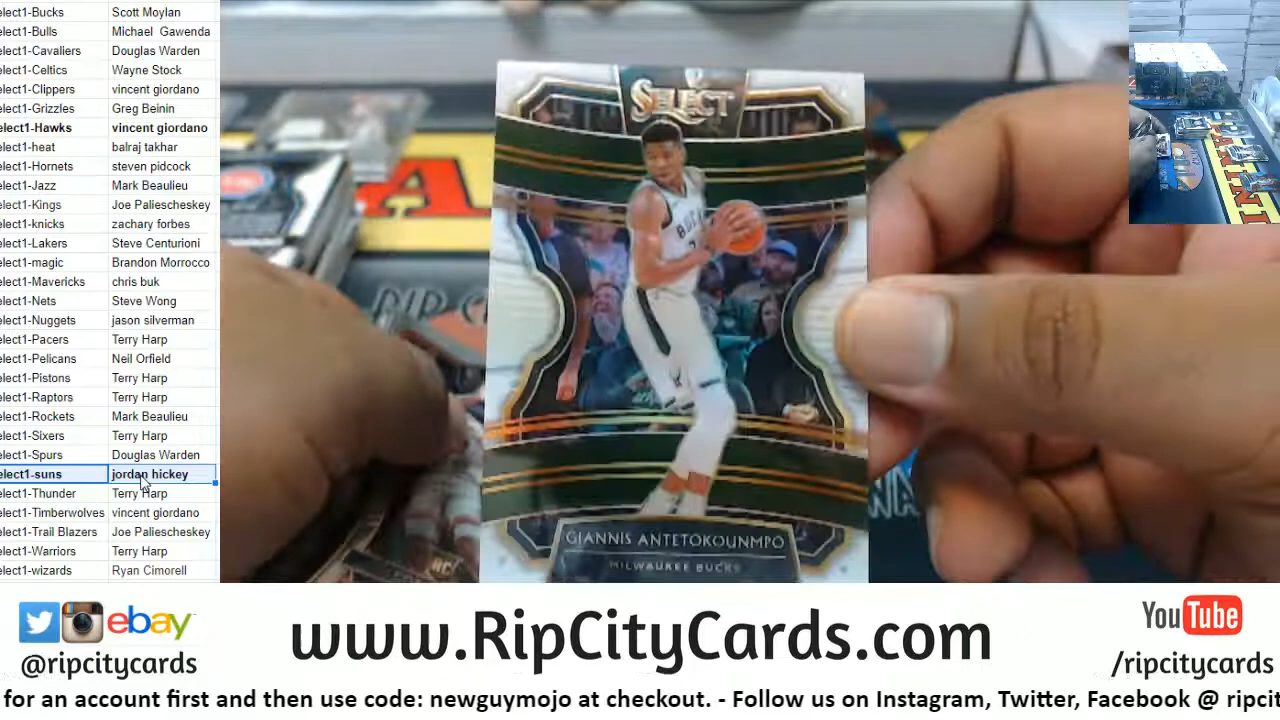 elect1-Bucks Scott Moylan
elect1-Bulls Michael Gawenda
elect1-Cavaliers Douglas Warden
elect1-Celtics Wayne Stock
elect1-Clippers vincent giordano
elect1-Grizzles Greg Beinin
elect1-Hawks vincent giordano
elect1-heat balraj takhar
elect1-Hornets steven pidcock
elect1-Jazz Mark Beaulieu
elect1-Kings Joe Paliescheskey
elect1-knicks zachary forbes
elect1-Lakers Steve Centurioni
elect1-magic Brandon Morrocco
elect1-Mavericks chris buk
elect1-Nets Steve Wong
elect1-Nuggets jason silverman
elect1-Pacers Terry Harp
elect1-Pelicans Neil Orfield
elect1-Pistons Terry Harp
elect1-Raptors Terry Harp
elect1-Rockets Mark Beaulieu
elect1-Sixers Terry Harp
elect1-Spurs Douglas Warden
elect1-suns jordan hickey
elect1-Thunder Terry Harp
elect1-Timberwolves vincent giordano
elect1-Trail Blazers Joe Paliescheskey
elect1-Warriors Terry Harp
elect1-wizards Ryan Cimorell
SELECT
BUCKS
GIANNIS ANTETOKOUNMPO
MILWAUKEE BUCKS
RIP CI
RC
ebay
@ripcitycards
www.RipCityCards.com
YouTube
/ripcitycards
for an account first and then use code: newguymojo at checkout. - Follow us on Instagram, Twitter, Facebook @ ripcit